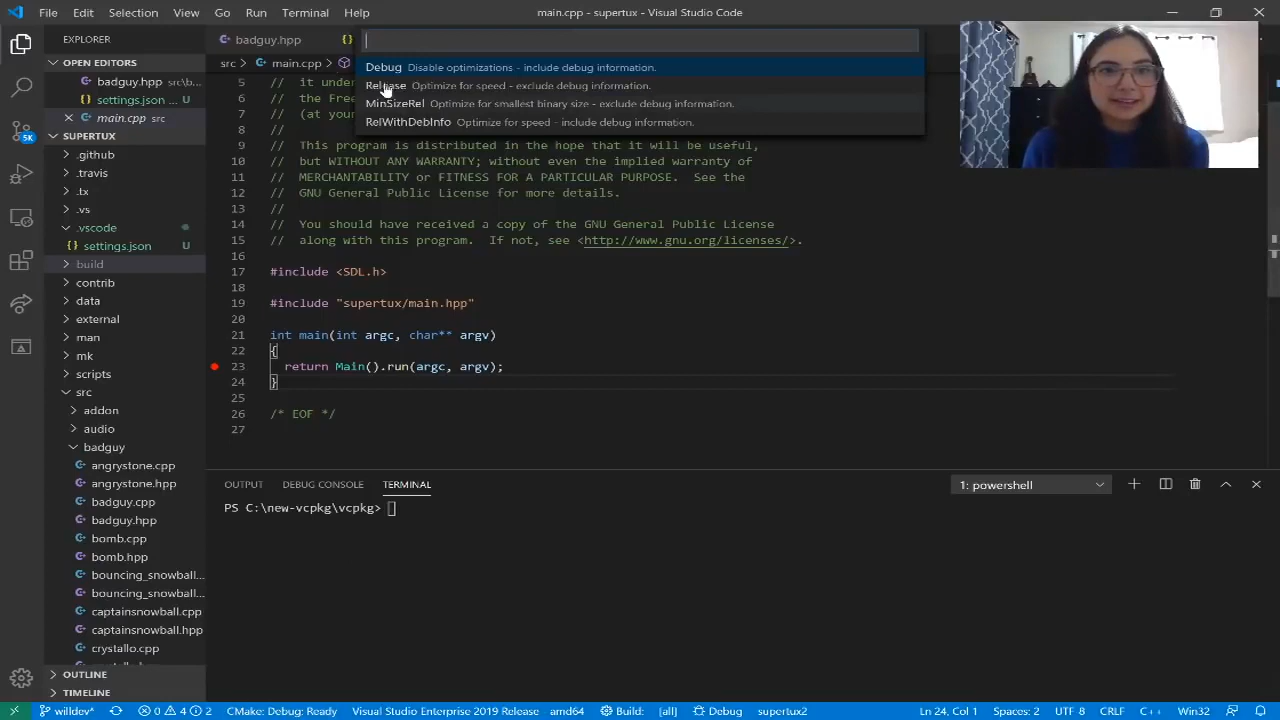 File Edit Selection View Go Run Terminal Help
main.cpp - supertux - Visual Studio Code
EXPLORER
OPEN EDITORS
badguy.hpp src\b...
settings.json ... U
main.cpp src
SUPERTUX
.github
.travis
.tx
.vs
.vscode
settings.json U
build
contrib
data
external
man
mk
scripts
src
addon
audio
badguy
angrystone.cpp
angrystone.hpp
badguy.cpp
badguy.hpp
bomb.cpp
bomb.hpp
bouncing_snowball...
bouncing_snowball...
captainsnowball.cpp
captainsnowball.hpp
crystallo.cpp
OUTLINE
TIMELINE
5K
badguy.hpp {}
src > main.cpp >
Debug Disable optimizations - include debug information.
Release Optimize for speed - exclude debug information.
MinSizeRel Optimize for smallest binary size - exclude debug information.
RelWithDebInfo Optimize for speed - include debug information.
5 // it under
6 // the Free
7 // (at your
8 //
9 // This program is distributed in the hope that it will be useful,
10 // but WITHOUT ANY WARRANTY; without even the implied warranty of
11 // MERCHANTABILITY or FITNESS FOR A PARTICULAR PURPOSE. See the
12 // GNU General Public License for more details.
13 //
14 // You should have received a copy of the GNU General Public License
15 // along with this program. If not, see <http://www.gnu.org/licenses/>.
16
17 #include <SDL.h>
18
19 #include "supertux/main.hpp"
20
21 int main(int argc, char** argv)
22 {
23 return Main().run(argc, argv);
24 }
25
26 /* EOF */
27
OUTPUT DEBUG CONSOLE TERMINAL
1: powershell
PS C:\new-vcpkg\vcpkg>
willdev* 0 4 2 CMake: Debug: Ready Visual Studio Enterprise 2019 Release - amd64 Build: [all] Debug supertux2 Ln 24, Col 1 Spaces: 2 UTF-8 CRLF C++ Win32